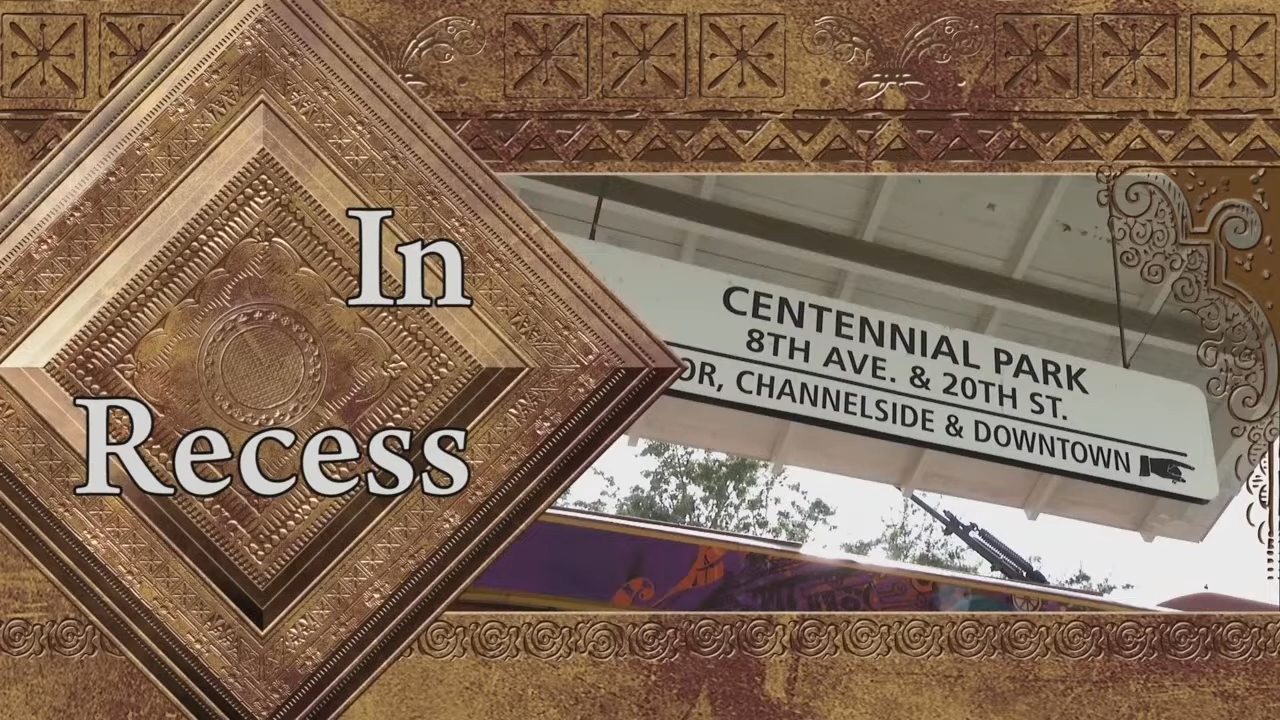 In
Recess
CENTENNIAL PARK
8TH AVE. & 20TH ST.
CHANNELSIDE & DOWNTOWN